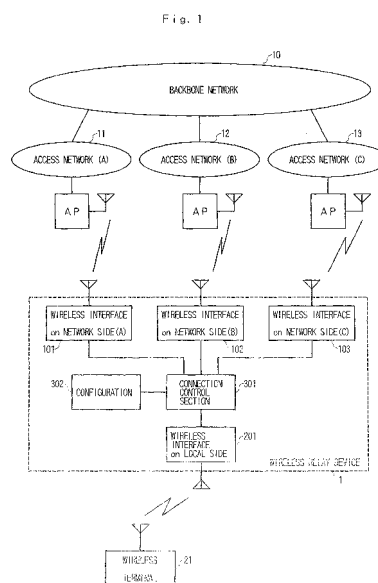 Fig. 1
10
BACKBONE NETWORK
11
12
13
ACCESS NETWORK (A)
ACCESS NETWORK (B)
ACCESS NETWORK (C)
AP
AP
AP
WIRELESS INTERFACE
on NETWORK SIDE(A)
WIRELESS INTERFACE
on NETWORK SIDE(B)
WIRELESS INTERFACE
on NETWORK SIDE(C)
101
102
103
302
CONFIGURATION
CONNECTION
CONTROL
SECTION
301
WIRELESS
INTERFACE
on LOCAL SIDE
201
WIRELESS RELAY DEVICE
1
WIRELESS
TERMINAL
21